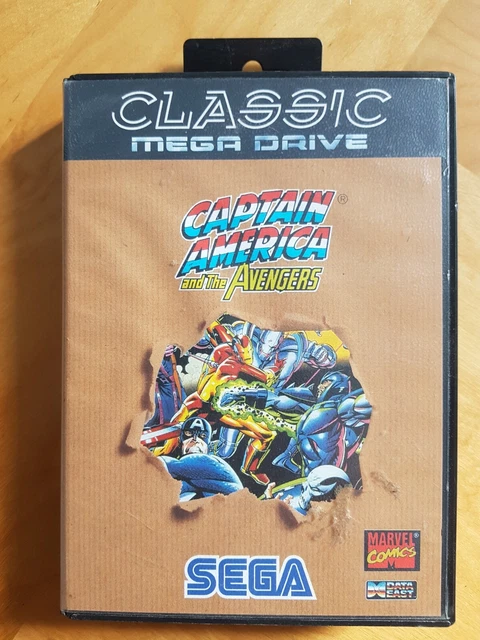 CLASSIC
MEGA DRIVE
CAPTAIN ®
AMERICA
and The AVENGERS
MARVEL ®
COMICS
SEGA
DATA
EAST